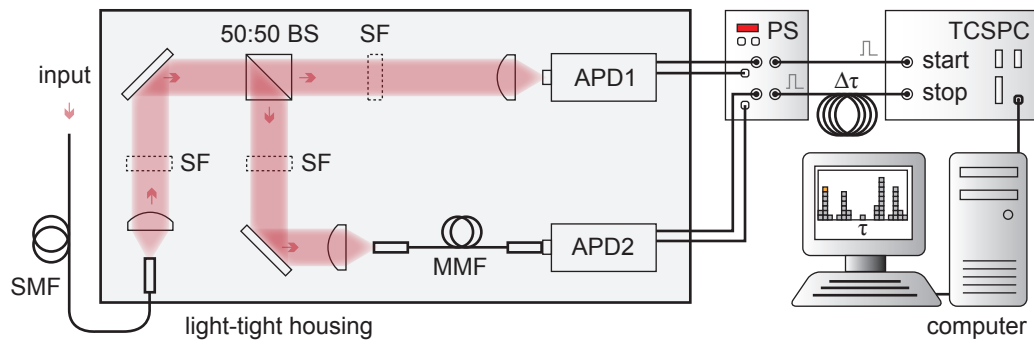 50:50 BS
SF
PS
TCSPC
input
APD1
start
Δτ
stop
SF
SF
τ
SMF
MMF
APD2
light-tight housing
computer